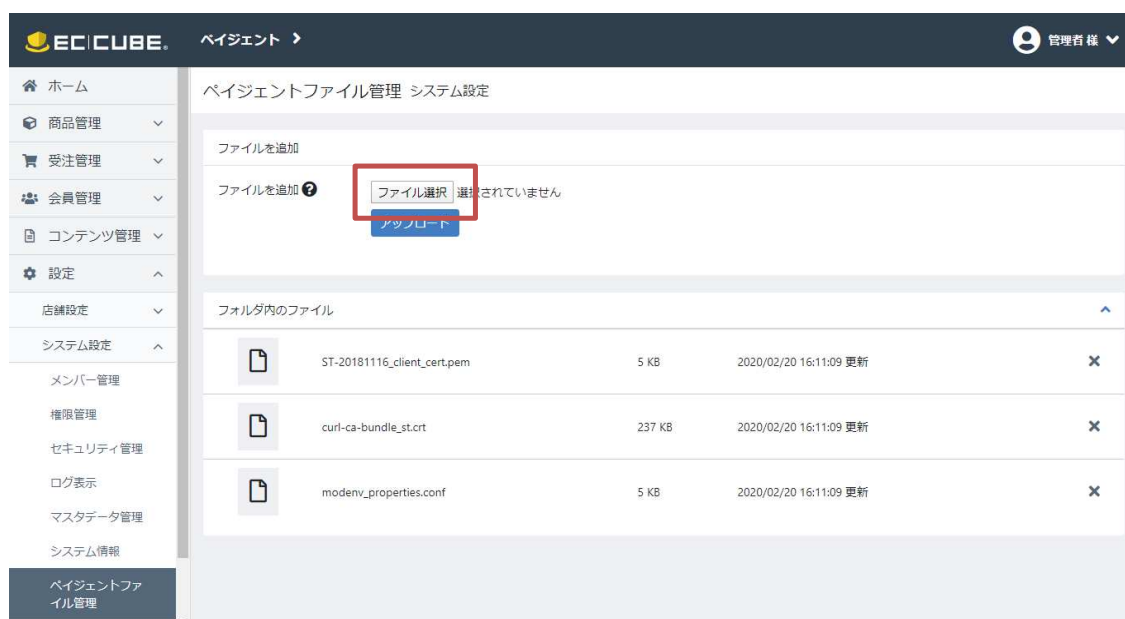 EC CUBE.
ペイジェント
管理者 様
ホーム
商品管理
受注管理
会員管理
コンテンツ管理
設定
店舗設定
システム設定
メンバー管理
権限管理
セキュリティ管理
ログ表示
マスタデータ管理
システム情報
ペイジェントファ
イル管理
ペイジェントファイル管理 システム設定
ファイルを追加
ファイルを追加 ?
ファイル選択 選択されていません
アップロード
フォルダ内のファイル
ST-20181116_client_cert.pem 5 KB 2020/02/20 16:11:09 更新
curl-ca-bundle_st.crt 237 KB 2020/02/20 16:11:09 更新
modenv_properties.conf 5 KB 2020/02/20 16:11:09 更新